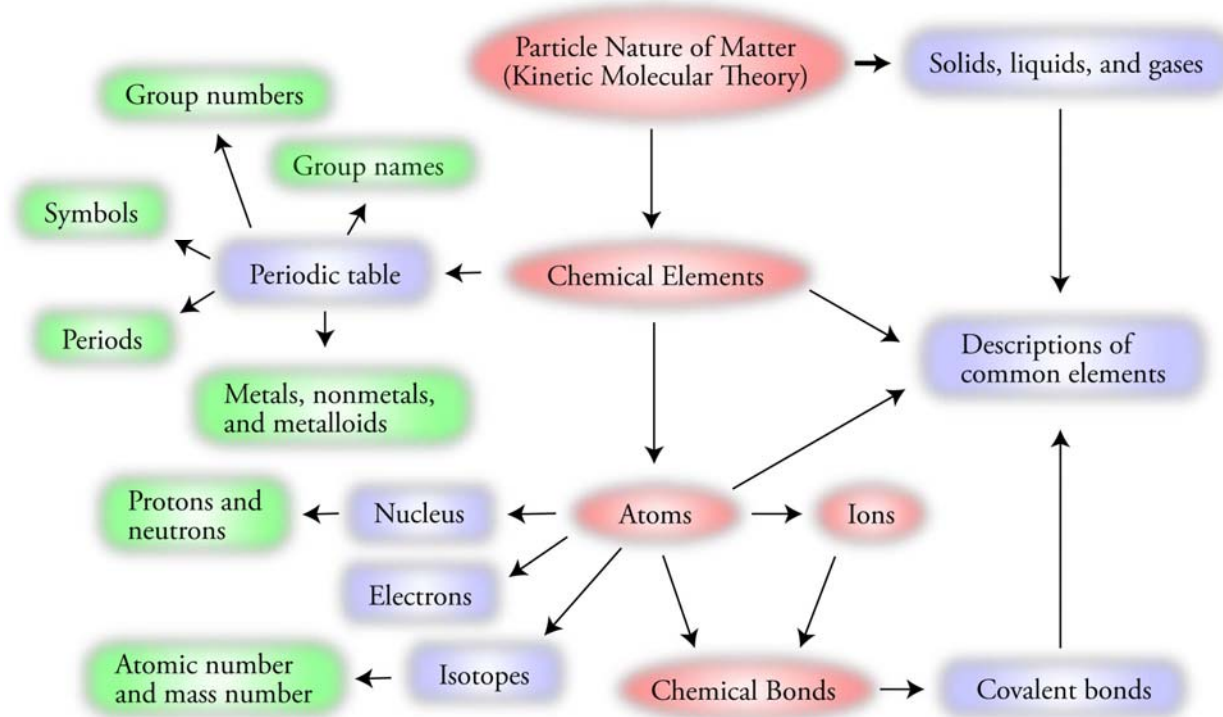 Particle Nature of Matter
(Kinetic Molecular Theory)
Solids, liquids, and gases
Group numbers
Group names
Symbols
Periodic table
Chemical Elements
Periods
Descriptions of
common elements
Metals, nonmetals,
and metalloids
Protons and
neutrons
Nucleus
Atoms
Ions
Electrons
Atomic number
and mass number
Isotopes
Chemical Bonds
Covalent bonds